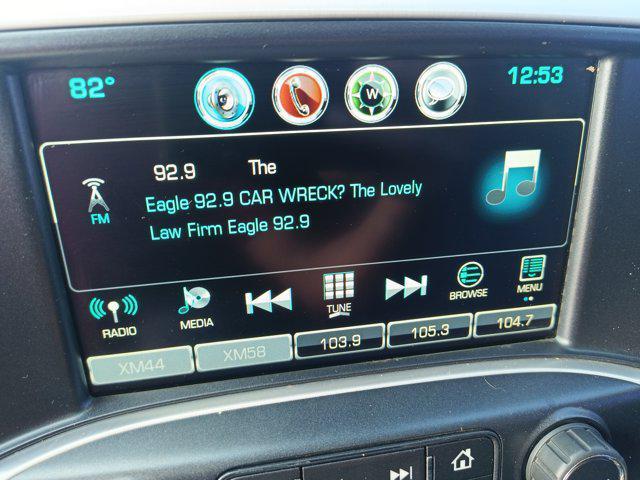 82° 12:53
W
92.9 The
FM
Eagle 92.9 CAR WRECK? The Lovely
Law Firm Eagle 92.9
RADIO MEDIA TUNE BROWSE MENU
XM44 XM58 103.9 105.3 104.7